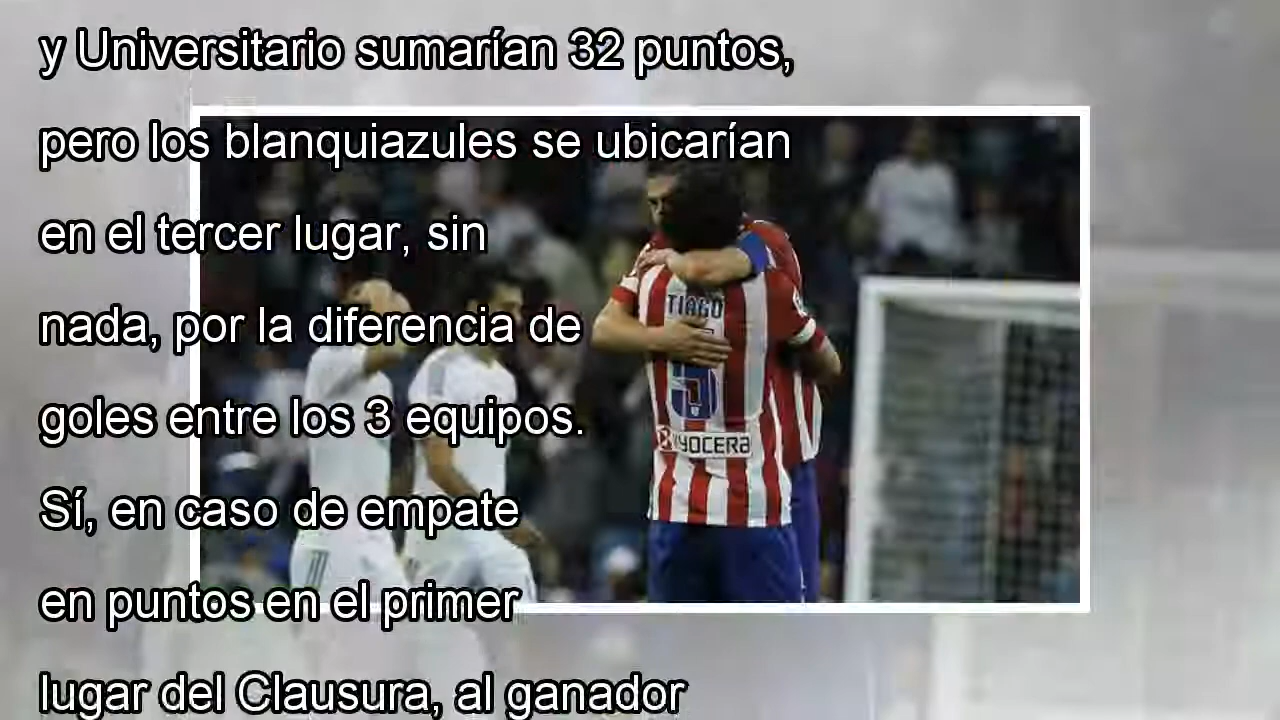 y Universitario sumarían 32 puntos,
pero los blanquiazules se ubicarían
en el tercer lugar, sin
nada, por la diferencia de
goles entre los 3 equipos.
Sí, en caso de empate
en puntos en el primer
lugar del Clausura, al ganador
TIAGO
5
KYOCERA